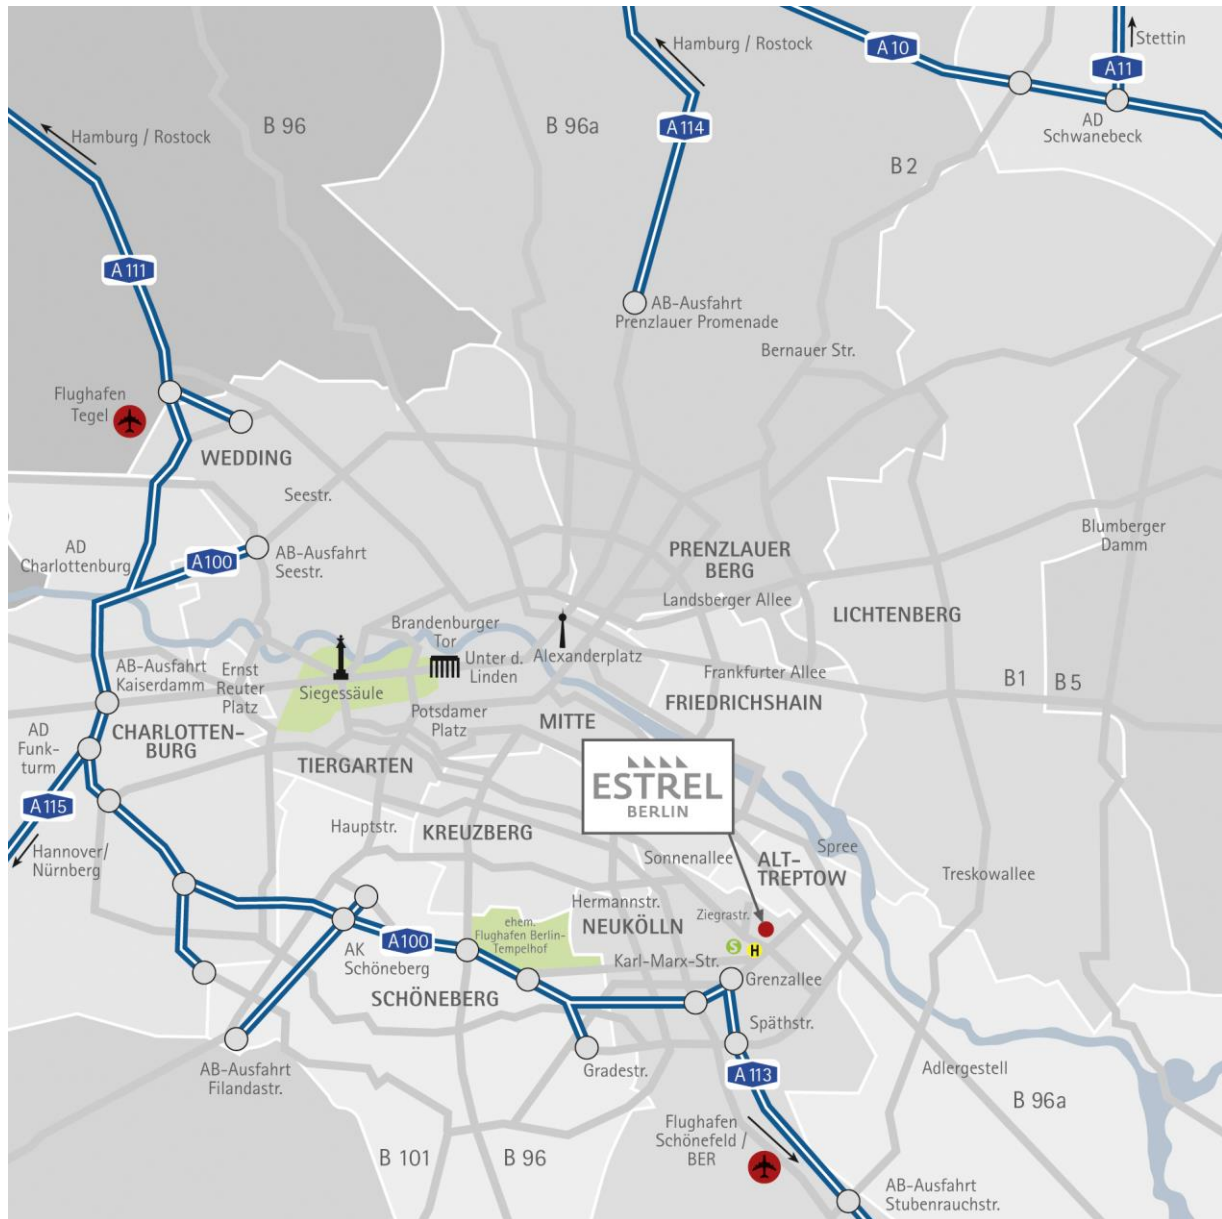 Hamburg / Rostock
A 10
Stettin
A 11
AD
Schwanebeck
B 96
B 96a
A 114
B 2
Hamburg / Rostock
A 111
AB-Ausfahrt
Prenzlauer Promenade
Bernauer Str.
Flughafen
Tegel
WEDDING
Seestr.
Blumberger
Damm
AD
Charlottenburg
A 100
AB-Ausfahrt
Seestr.
PRENZLAUER
BERG
Landsberger Allee
LICHTENBERG
Brandenburger
Tor
Unter d.
Linden
Alexanderplatz
AB-Ausfahrt
Kaiserdamm
Ernst
Reuter
Platz
Siegessäule
Frankfurter Allee
B 1
B 5
FRIEDRICHSHAIN
Potsdamer
Platz
MITTE
AD
Funk-
turm
CHARLOTTEN-
BURG
TIERGARTEN
ESTREL
BERLIN
A 115
Hauptstr.
KREUZBERG
Hannover/
Nürnberg
Sonnenallee
ALT-
TREPTOW
Spree
Treskowallee
Hermannstr.
NEUKÖLLN
Ziegrastr.
ehem.
Flughafen Berlin-
Tempelhof
S
H
A 100
AK
Schöneberg
Karl-Marx-Str.
Grenzallee
SCHÖNEBERG
Späthstr.
AB-Ausfahrt
Filandastr.
Gradestr.
A 113
Adlergestell
B 96a
Flughafen
Schönefeld /
BER
B 101
B 96
AB-Ausfahrt
Stubenrauchstr.